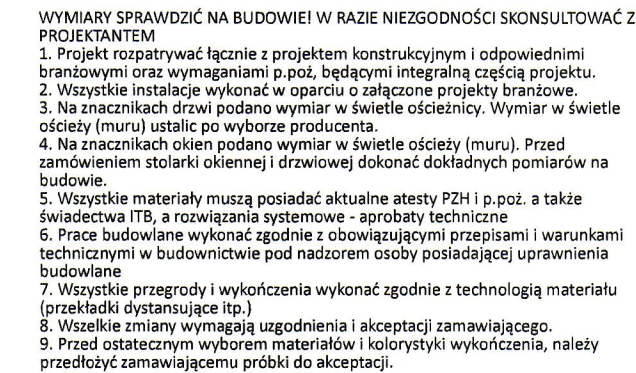 WYMIARY SPRAWDZIĆ NA BUDOWIE! W RAZIE NIEZGODNOŚCI SKONSULTOWAĆ Z
PROJEKTANTEM
1. Projekt rozpatrywać łącznie z projektem konstrukcyjnym i odpowiednimi
branżowymi oraz wymaganiami p.poż, będącymi integralną częścią projektu.
2. Wszystkie instalacje wykonać w oparciu o załączone projekty branżowe.
3. Na znacznikach drzwi podano wymiar w świetle ościeżnicy. Wymiar w świetle
ościeży (muru) ustalic po wyborze producenta.
4. Na znacznikach okien podano wymiar w świetle ościeży (muru). Przed
zamówieniem stolarki okiennej i drzwiowej dokonać dokładnych pomiarów na
budowie.
5. Wszystkie materiały muszą posiadać aktualne atesty PZH i p.poż. a także
świadectwa ITB, a rozwiązania systemowe - aprobaty techniczne
6. Prace budowlane wykonać zgodnie z obowiązującymi przepisami i warunkami
technicznymi w budownictwie pod nadzorem osoby posiadającej uprawnienia
budowlane
7. Wszystkie przegrody i wykończenia wykonać zgodnie z technologią materiału
(przekładki dystansujące itp.)
8. Wszelkie zmiany wymagają uzgodnienia i akceptacji zamawiającego.
9. Przed ostatecznym wyborem materiałów i kolorystyki wykończenia, należy
przedłożyć zamawiającemu próbki do akceptacji.